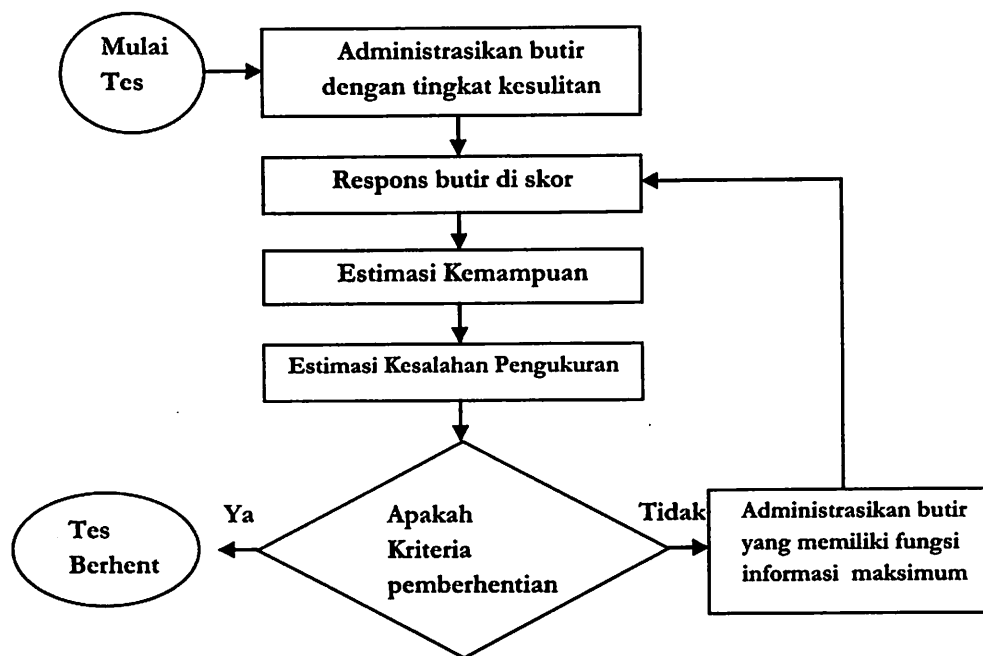 Mulai
Tes
Administrasikan butir
dengan tingkat kesulitan
Respons butir di skor
Estimasi Kemampuan
Estimasi Kesalahan Pengukuran
Apakah
Kriteria
pemberhentian
Ya
Tes
Berhent
Tidak
Administrasikan butir
yang memiliki fungsi
informasi maksimum